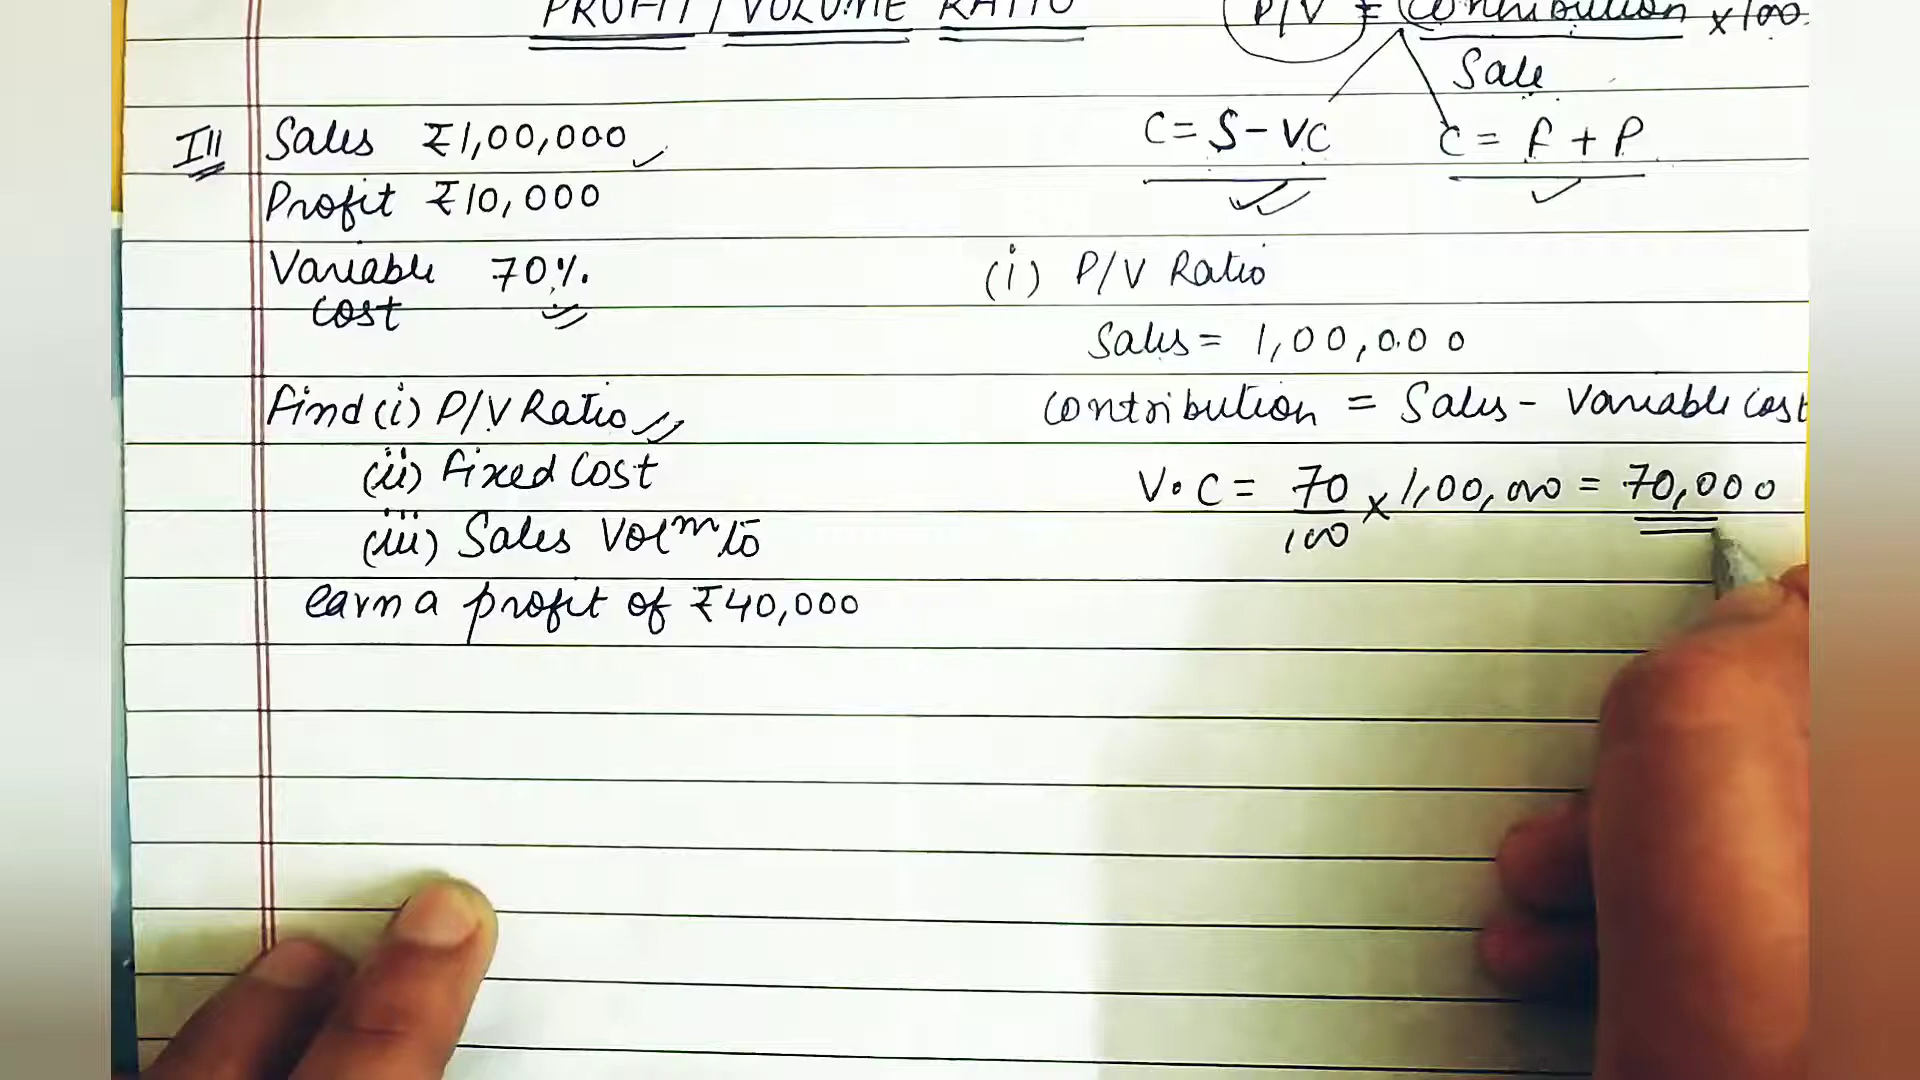 PROFIT/VOLUME RATIO
P/V = Contribution x100
Sale
C = S - VC
C = F + P
III Sales ₹1,00,000
Profit ₹10,000
Variable 70%
cost
Find (i) P/V Ratio
(ii) Fixed Cost
(iii) Sales Volm to
earn a profit of ₹40,000
(i) P/V Ratio
Sales = 1,00,000
Contribution = Sales - Variable Cost
V.C = 70/100 x 1,00,000 = 70,000